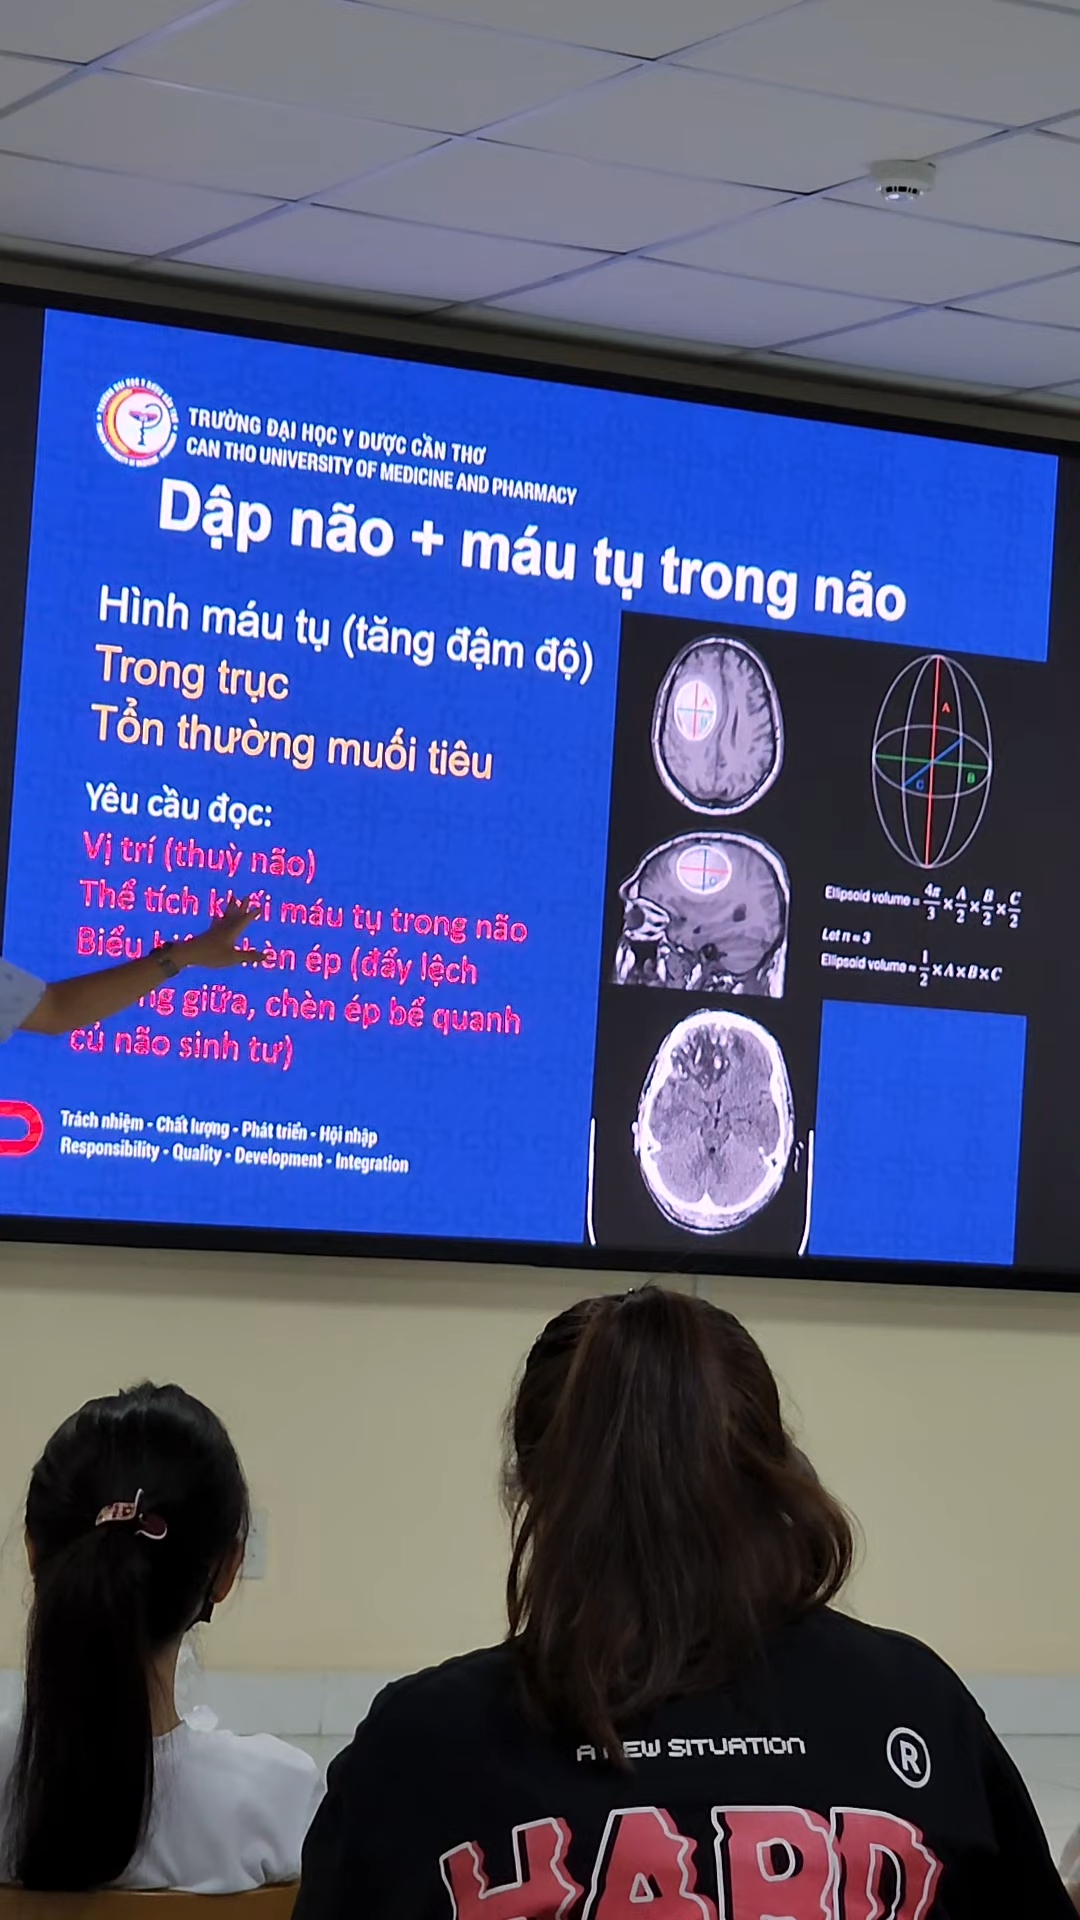 TRƯỜNG ĐẠI HỌC Y DƯỢC CẦN THƠ
CAN THO UNIVERSITY OF MEDICINE AND PHARMACY
Dập não + máu tụ trong não
Hình máu tụ (tăng đậm độ)
Trong trục
Tổn thường muối tiêu
Yêu cầu đọc:
Vị trí (thuỳ não)
Thể tích khối máu tụ trong não
Biểu chèn ép (đẩy lệch
giữa, chèn ép bể quanh
củ não sinh tư)
Trách nhiệm - Chất lượng - Phát triển - Hội nhập
Responsibility - Quality - Development - Integration
A
B
C
A
B
C
Ellipsoid volume = 4π/3 × A/2 × B/2 × C/2
Let π = 3
Ellipsoid volume = 1/2 × A × B × C
A NEW SITUATION
®
HARD